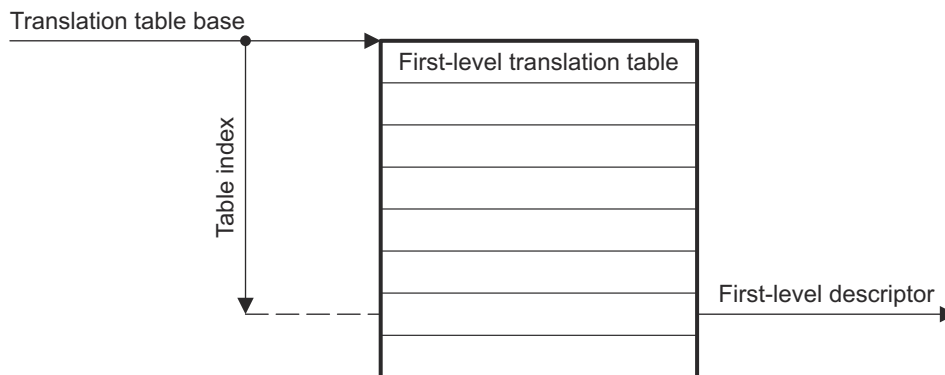 Translation table base
First-level translation table
Table index
First-level descriptor